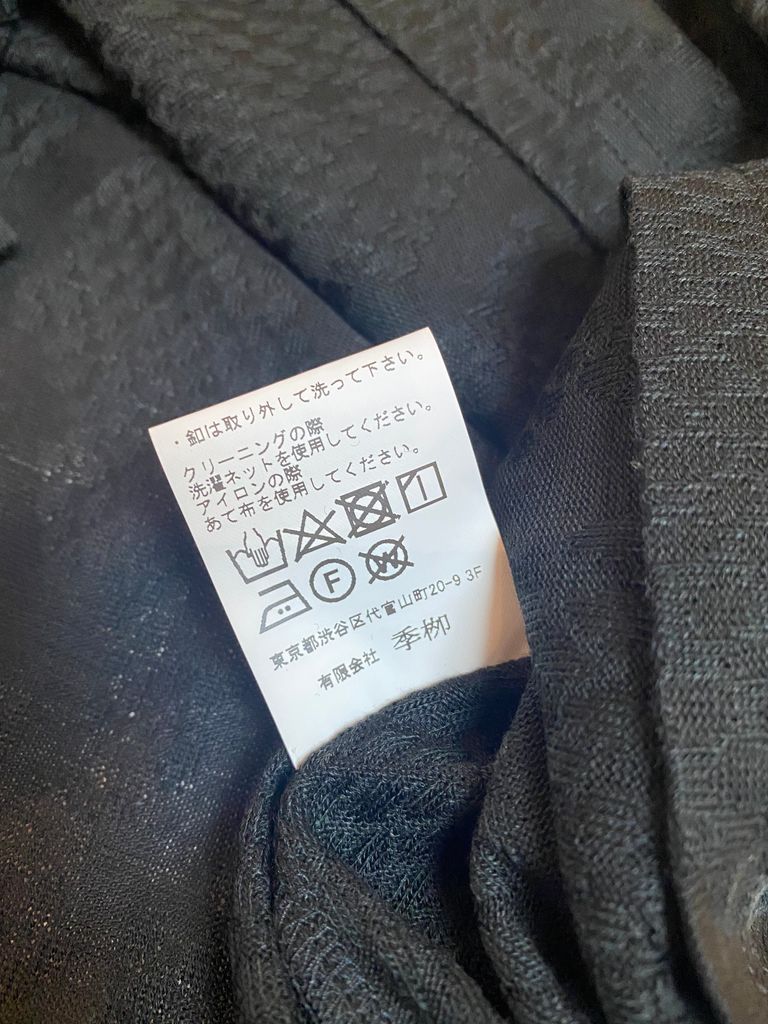 ・釦は取り外して洗って下さい。
クリーニングの際
洗濯ネットを使用してください。
アイロンの際
あて布を使用してください。
F W
東京都渋谷区代官山町20-9 3F
有限会社 季栁